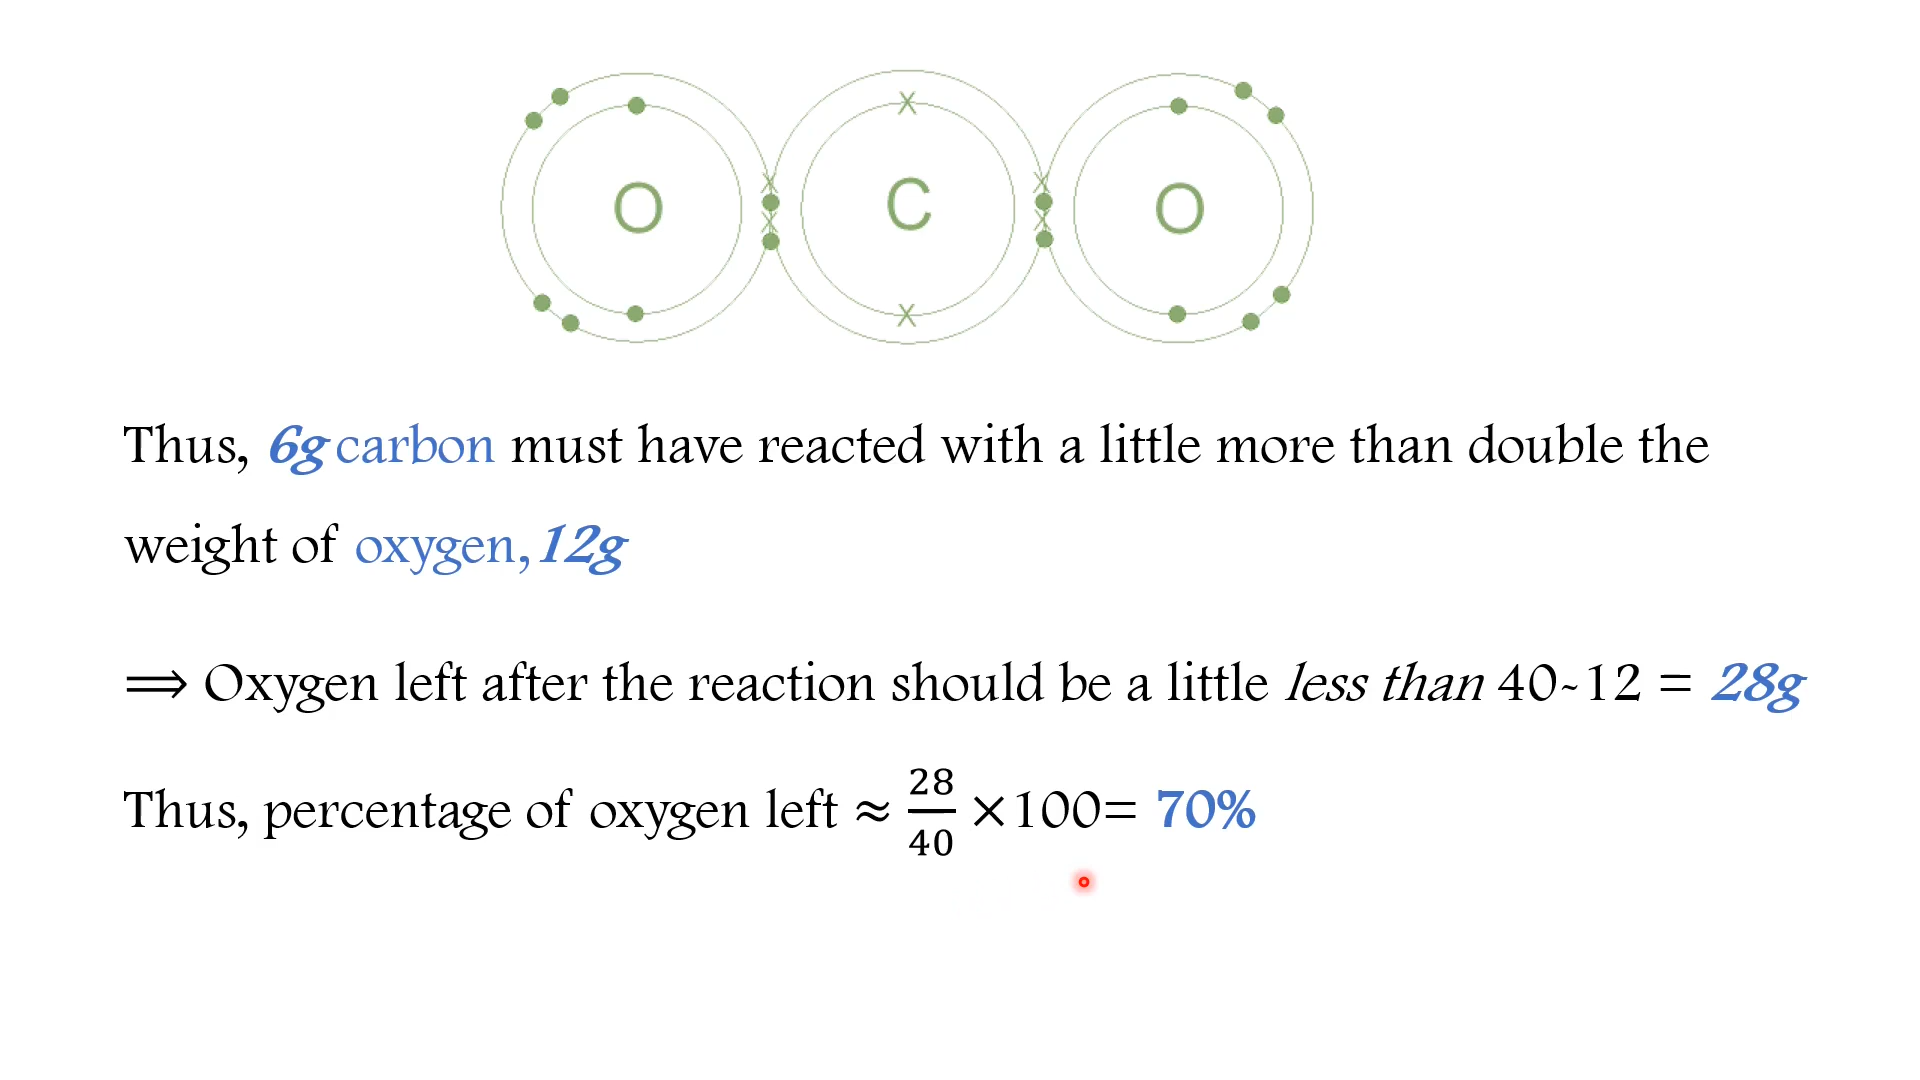 O C O
Thus, 6g carbon must have reacted with a little more than double the
weight of oxygen, 12g
⟹ Oxygen left after the reaction should be a little less than 40-12 = 28g
Thus, percentage of oxygen left ≈ 28/40 ×100= 70%